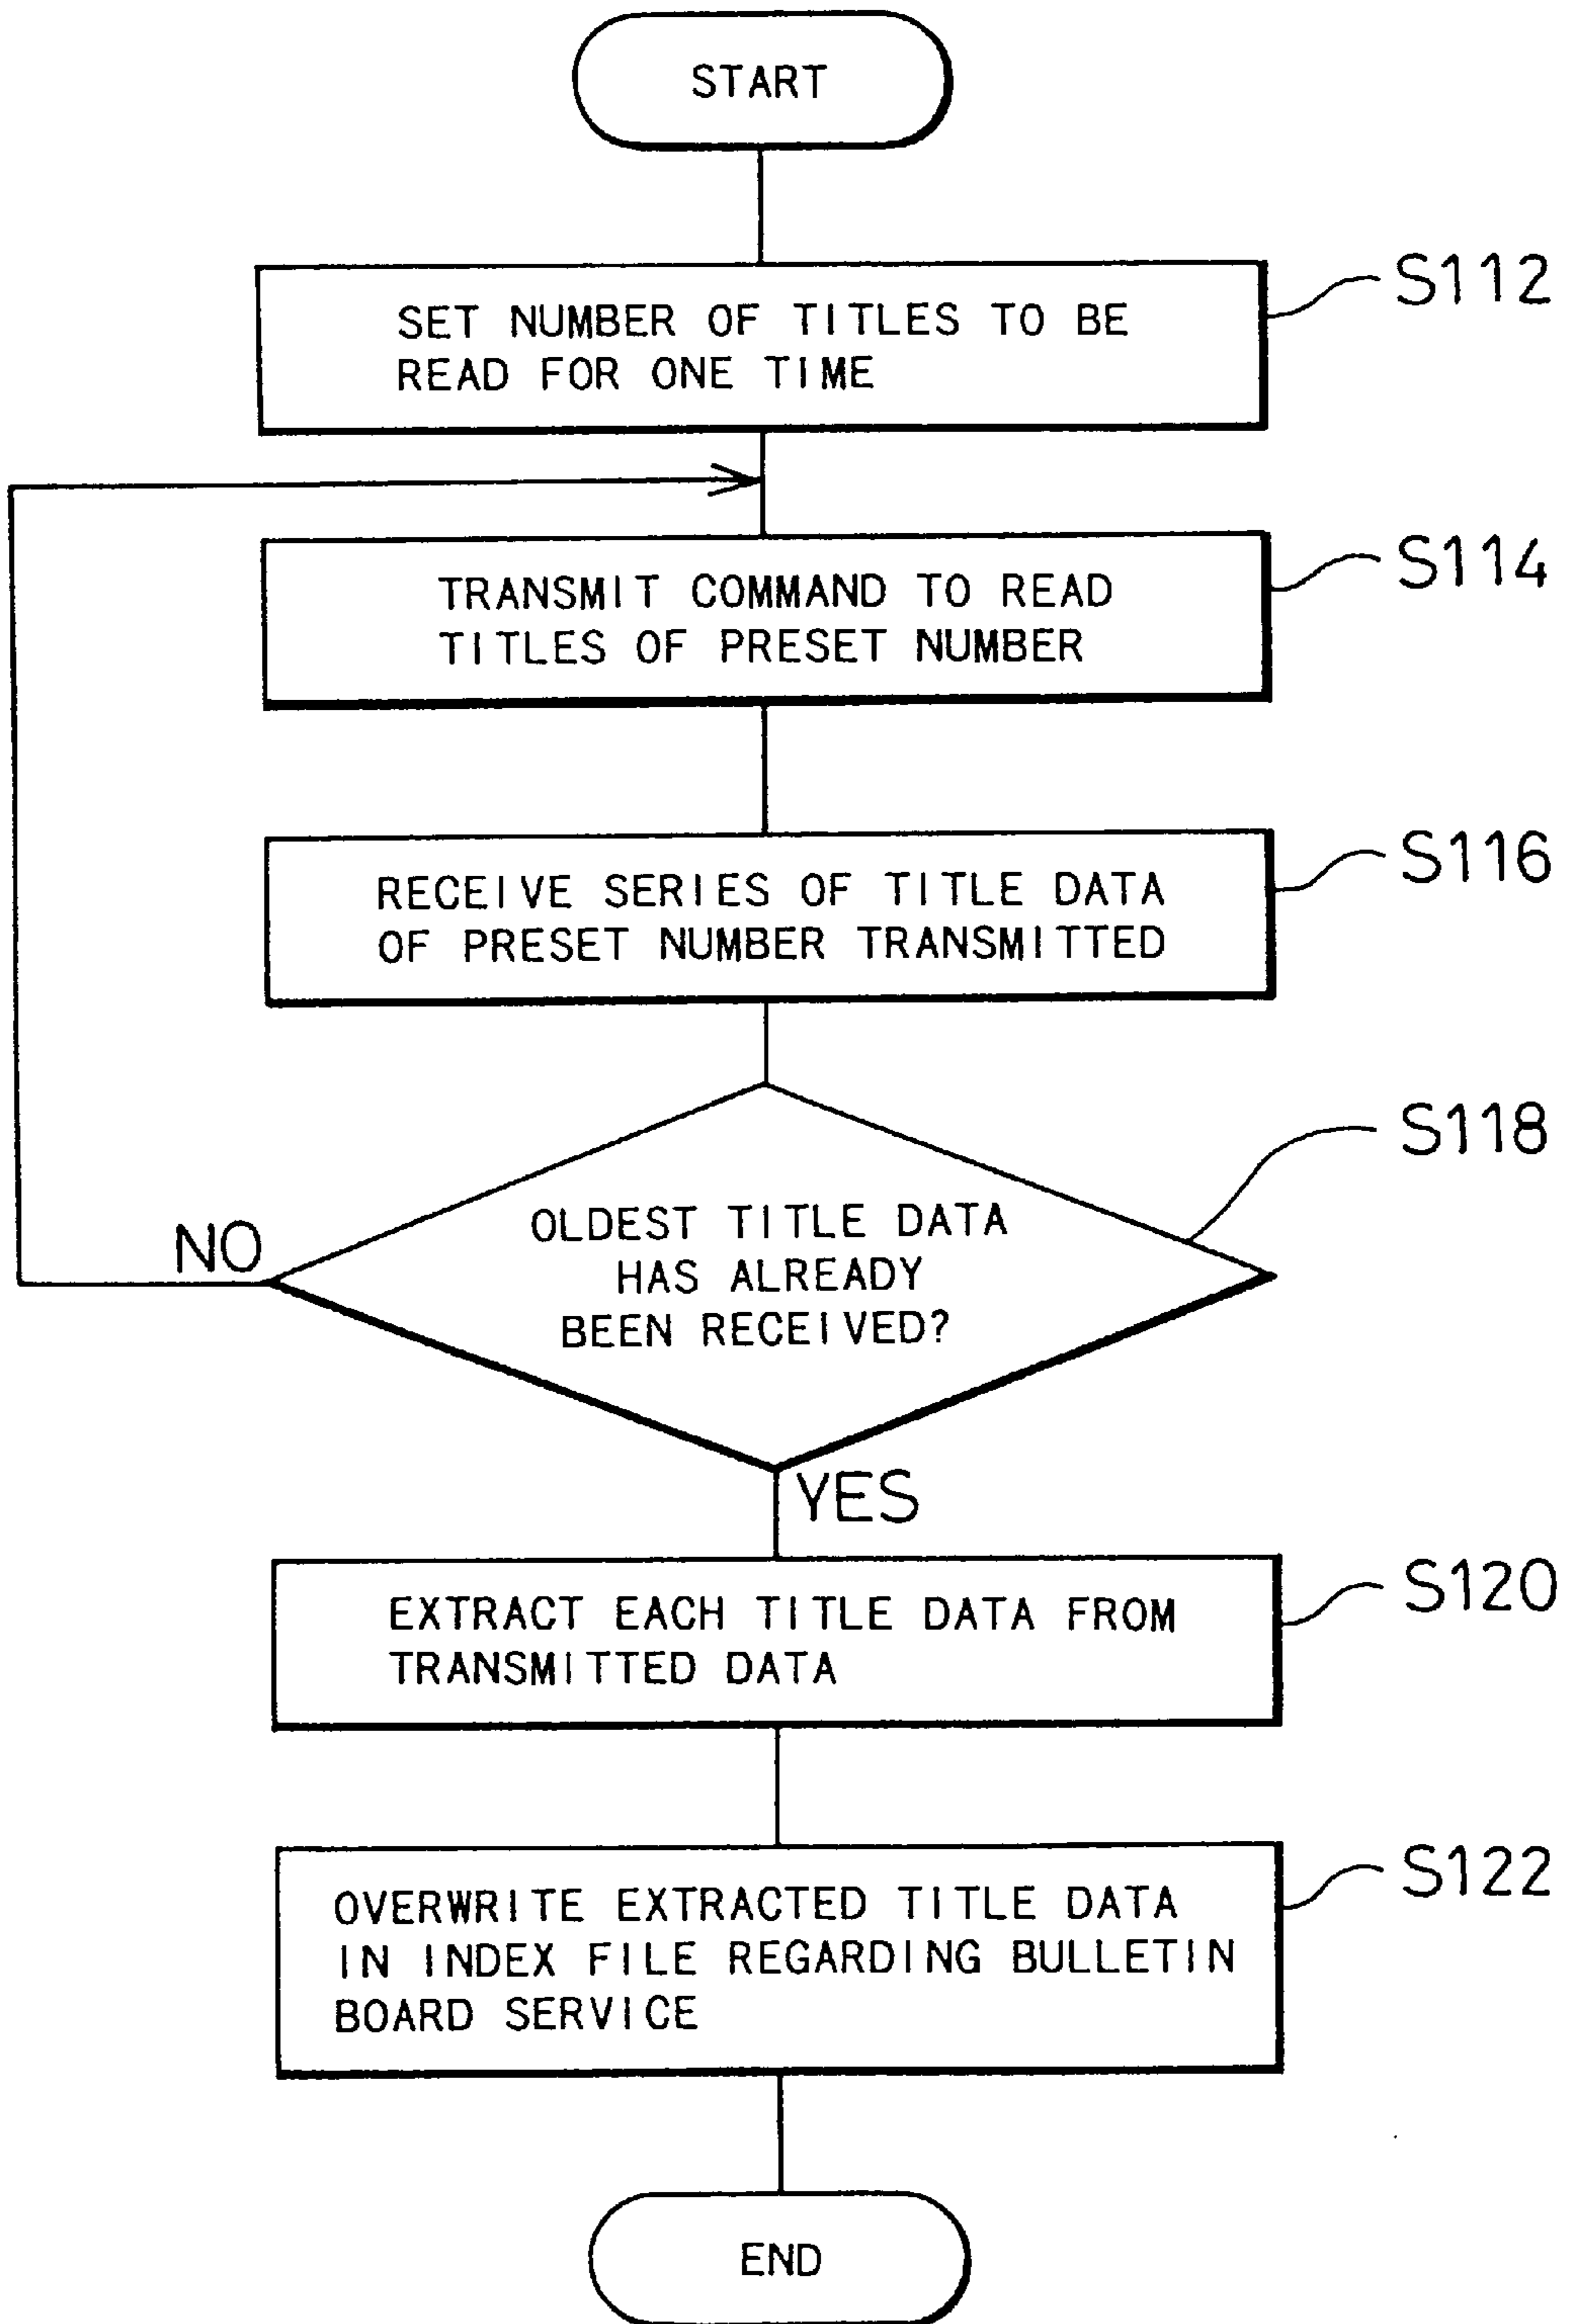 START
SET NUMBER OF TITLES TO BE
READ FOR ONE TIME
S112
TRANSMIT COMMAND TO READ
TITLES OF PRESET NUMBER
S114
RECEIVE SERIES OF TITLE DATA
OF PRESET NUMBER TRANSMITTED
S116
OLDEST TITLE DATA
HAS ALREADY
BEEN RECEIVED?
S118
NO
YES
EXTRACT EACH TITLE DATA FROM
TRANSMITTED DATA
S120
OVERWRITE EXTRACTED TITLE DATA
IN INDEX FILE REGARDING BULLETIN
BOARD SERVICE
S122
END